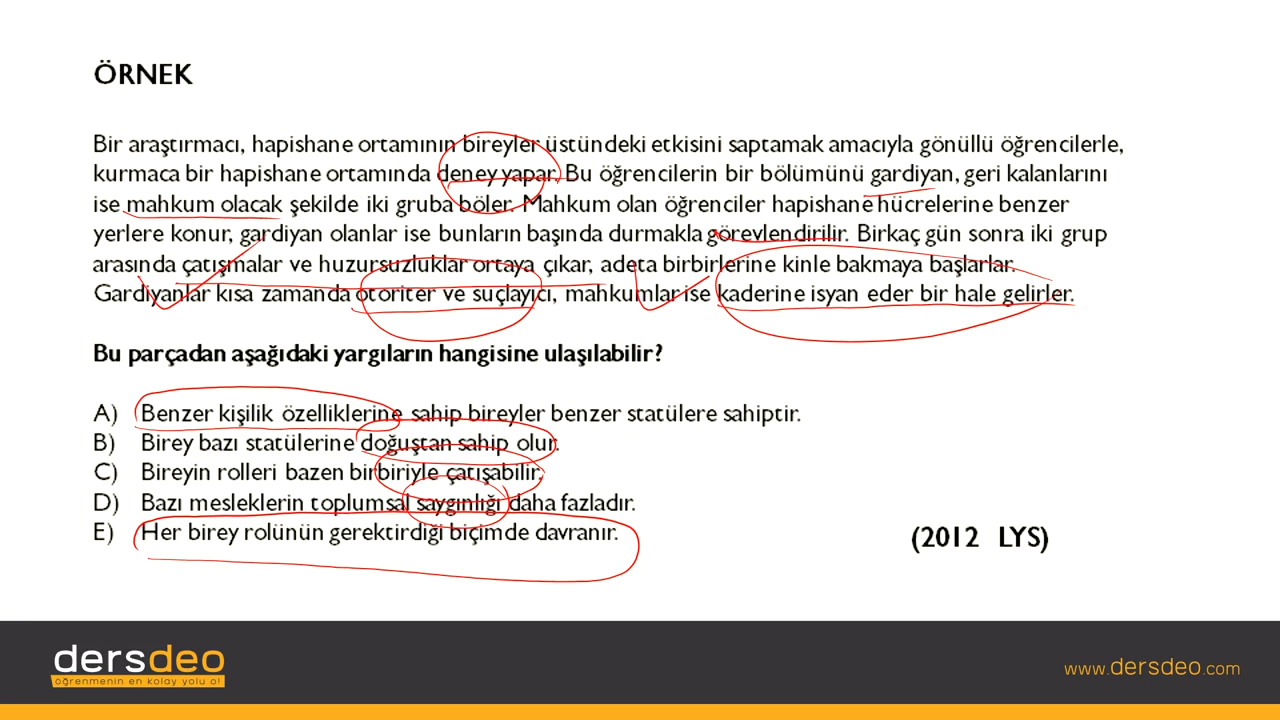 ÖRNEK
Bir araştırmacı, hapishane ortamının bireyler üstündeki etkisini saptamak amacıyla gönüllü öğrencilerle,
kurmaca bir hapishane ortamında deney yapar. Bu öğrencilerin bir bölümünü gardiyan, geri kalanlarını
ise mahkum olacak şekilde iki gruba böler. Mahkum olan öğrenciler hapishane hücrelerine benzer
yerlere konur, gardiyan olanlar ise bunların başında durmakla görevlendirilir. Birkaç gün sonra iki grup
arasında çatışmalar ve huzursuzluklar ortaya çıkar, adeta birbirlerine kinle bakmaya başlarlar.
Gardiyanlar kısa zamanda otoriter ve suçlayıcı, mahkumlar ise kaderine isyan eder bir hale gelirler.
Bu parçadan aşağıdaki yargıların hangisine ulaşılabilir?
A) Benzer kişilik özelliklerine sahip bireyler benzer statülere sahiptir.
B) Birey bazı statülerine doğuştan sahip olur.
C) Bireyin rolleri bazen birbiriyle çatışabilir.
D) Bazı mesleklerin toplumsal saygınlığı daha fazladır.
E) Her birey rolünün gerektirdiği biçimde davranır.
(2012 LYS)
dersdeo
öğrenmenin en kolay yolu o!
www.dersdeo.com